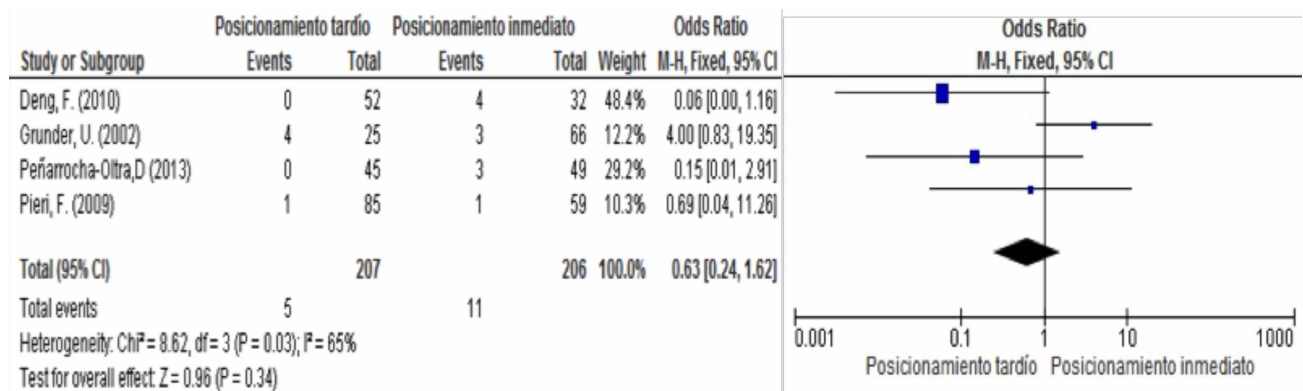 Posicionamiento tardío Posicionamiento inmediato Odds Ratio Odds Ratio
Study or Subgroup Events Total Events Total Weight M-H, Fixed, 95% CI M-H, Fixed, 95% CI
Deng, F. (2010) 0 52 4 32 48.4% 0.06 [0.00, 1.16]
Grunder, U. (2002) 4 25 3 66 12.2% 4.00 [0.83, 19.35]
Peñarrocha-Oltra,D (2013) 0 45 3 49 29.2% 0.15 [0.01, 2.91]
Pieri, F. (2009) 1 85 1 59 10.3% 0.69 [0.04, 11.26]
Total (95% CI) 207 206 100.0% 0.63 [0.24, 1.62]
Total events 5 11
Heterogeneity: Chi² = 8.62, df = 3 (P = 0.03); I² = 65%
Test for overall effect: Z = 0.96 (P = 0.34)
0.001 0.1 1 10 1000
Posicionamiento tardío Posicionamiento inmediato